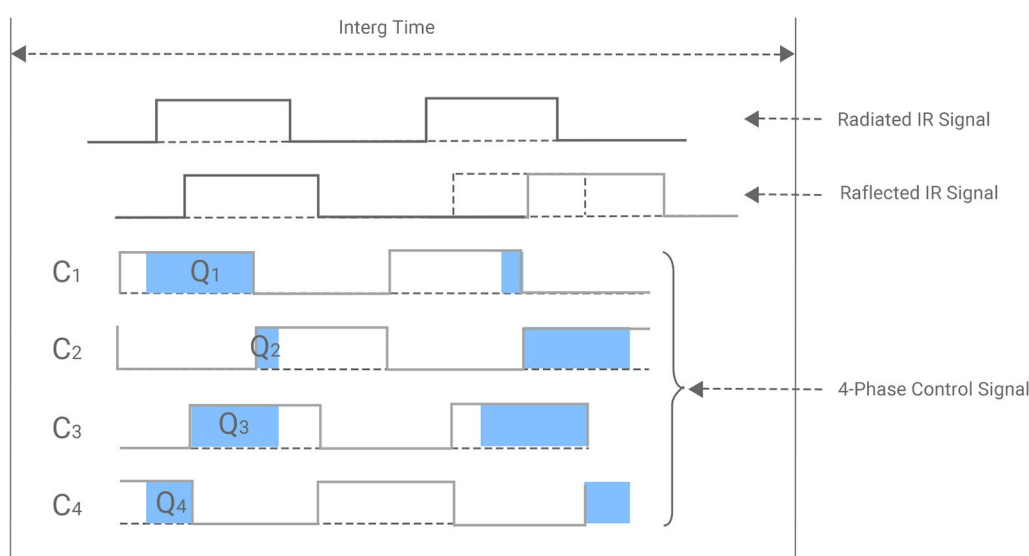 Interg Time
Radiated IR Signal
Raflected IR Signal
C1
Q1
C2
Q2
4-Phase Control Signal
C3
Q3
C4
Q4